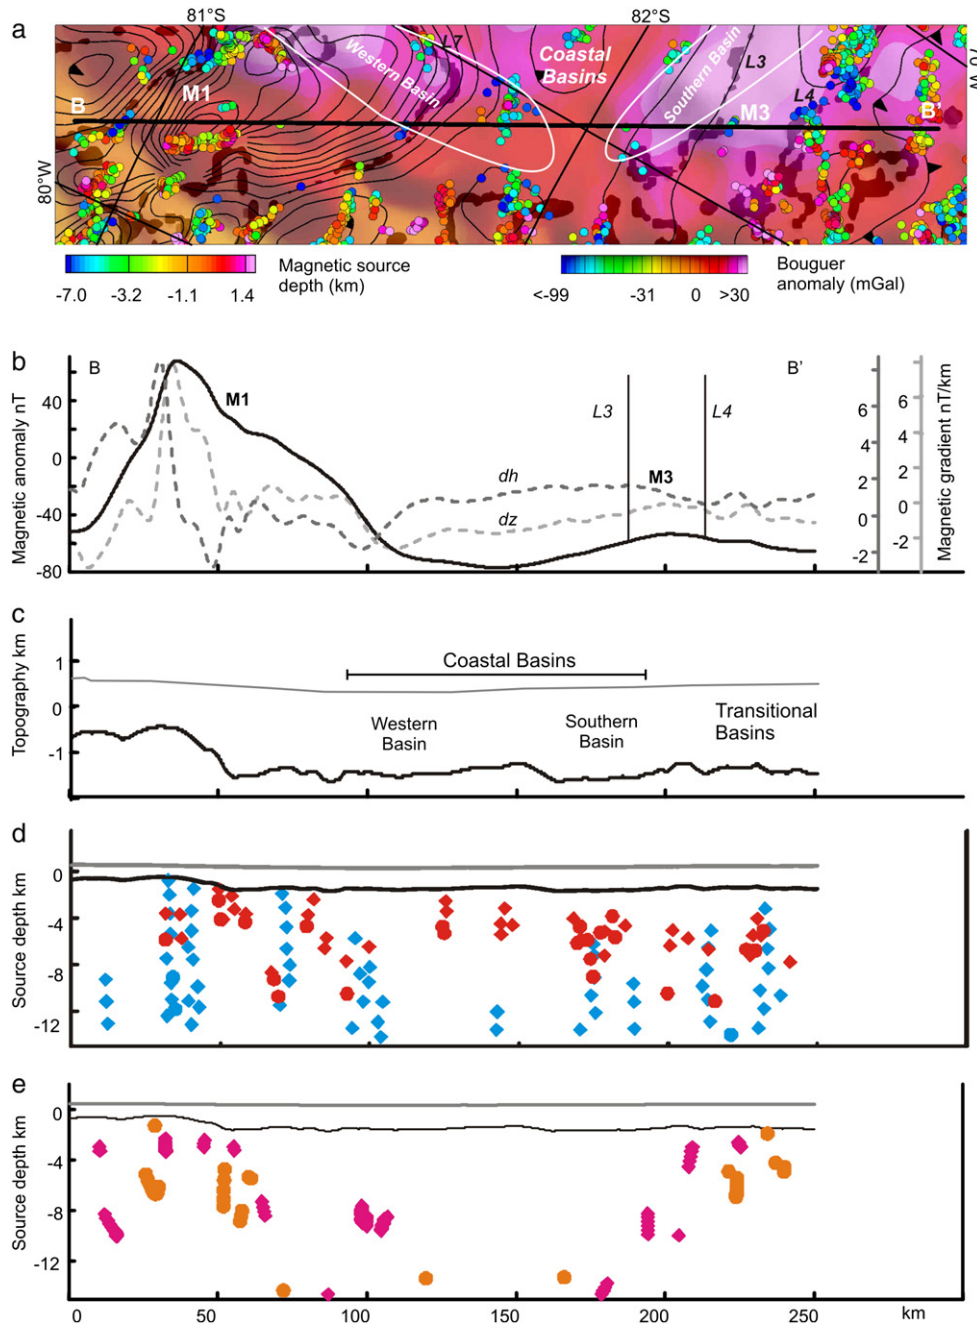 a
81°S
82°S
70°W
80°W
B
M1
Western Basin
L7
Coastal
Basins
Southern Basin
L3
M3
L4
B'
-7.0 -3.2 -1.1 1.4
Magnetic source
depth (km)
<-99 -31 0 >30
Bouguer
anomaly (mGal)
b
B
B'
Magnetic anomaly nT
40
0
-40
-80
M1
dh
dz
L3
M3
L4
6
4
2
0
-2
6
4
2
0
-2
Magnetic gradient nT/km
c
Topography km
1
0
-1
Coastal Basins
Western
Basin
Southern
Basin
Transitional
Basins
d
Source depth km
0
-4
-8
-12
e
Source depth km
0
-4
-8
-12
0 50 100 150 200 250 km